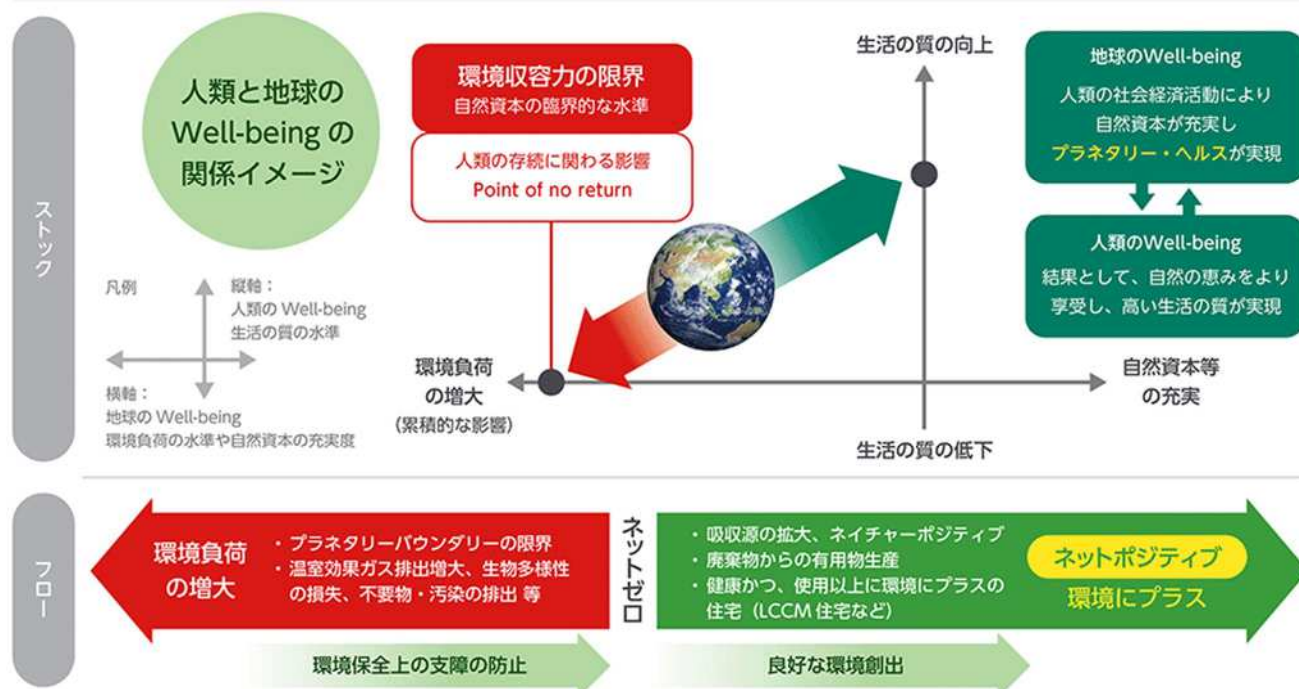 ストック
人類と地球の
Well-being の
関係イメージ
凡例
縦軸：
人類の Well-being
生活の質の水準
横軸：
地球の Well-being
環境負荷の水準や自然資本の充実度
環境収容力の限界
自然資本の臨界的な水準
人類の存続に関わる影響
Point of no return
環境負荷
の増大
(累積的な影響)
生活の質の向上
生活の質の低下
自然資本等
の充実
地球のWell-being
人類の社会経済活動により
自然資本が充実し
プラネタリー・ヘルスが実現
人類のWell-being
結果として、自然の恵みをより
享受し、高い生活の質が実現
フロー
環境負荷
の増大
・ プラネタリーバウンダリーの限界
・ 温室効果ガス排出増大、生物多様性
の損失、不要物・汚染の排出 等
ネットゼロ
・ 吸収源の拡大、ネイチャーポジティブ
・ 廃棄物からの有用物生産
・ 健康かつ、使用以上に環境にプラスの
住宅（LCCM 住宅など）
ネットポジティブ
環境にプラス
環境保全上の支障の防止
良好な環境創出